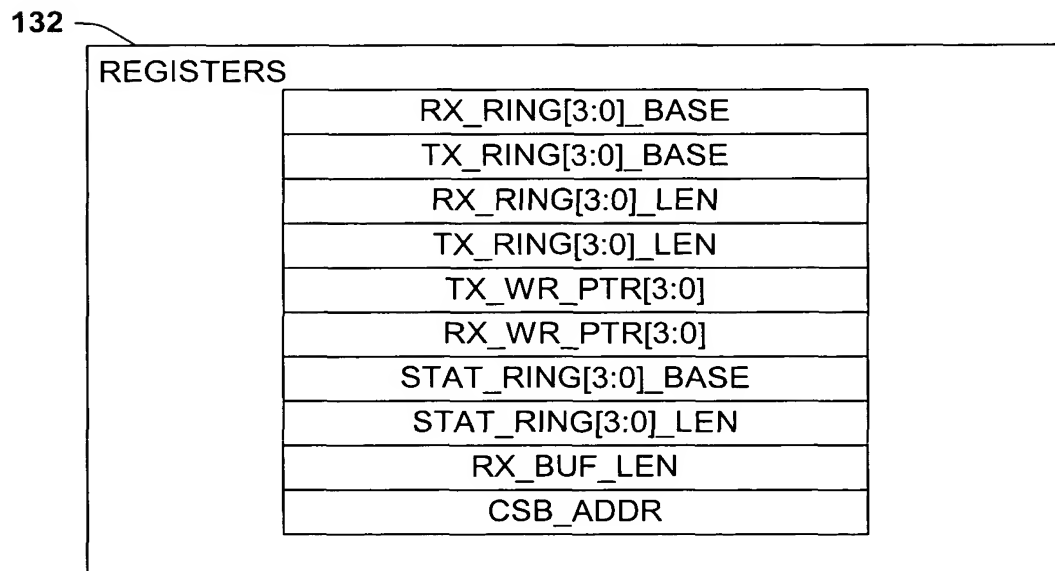 132
REGISTERS
RX_RING[3:0]_BASE
TX_RING[3:0]_BASE
RX_RING[3:0]_LEN
TX_RING[3:0]_LEN
TX_WR_PTR[3:0]
RX_WR_PTR[3:0]
STAT_RING[3:0]_BASE
STAT_RING[3:0]_LEN
RX_BUF_LEN
CSB_ADDR